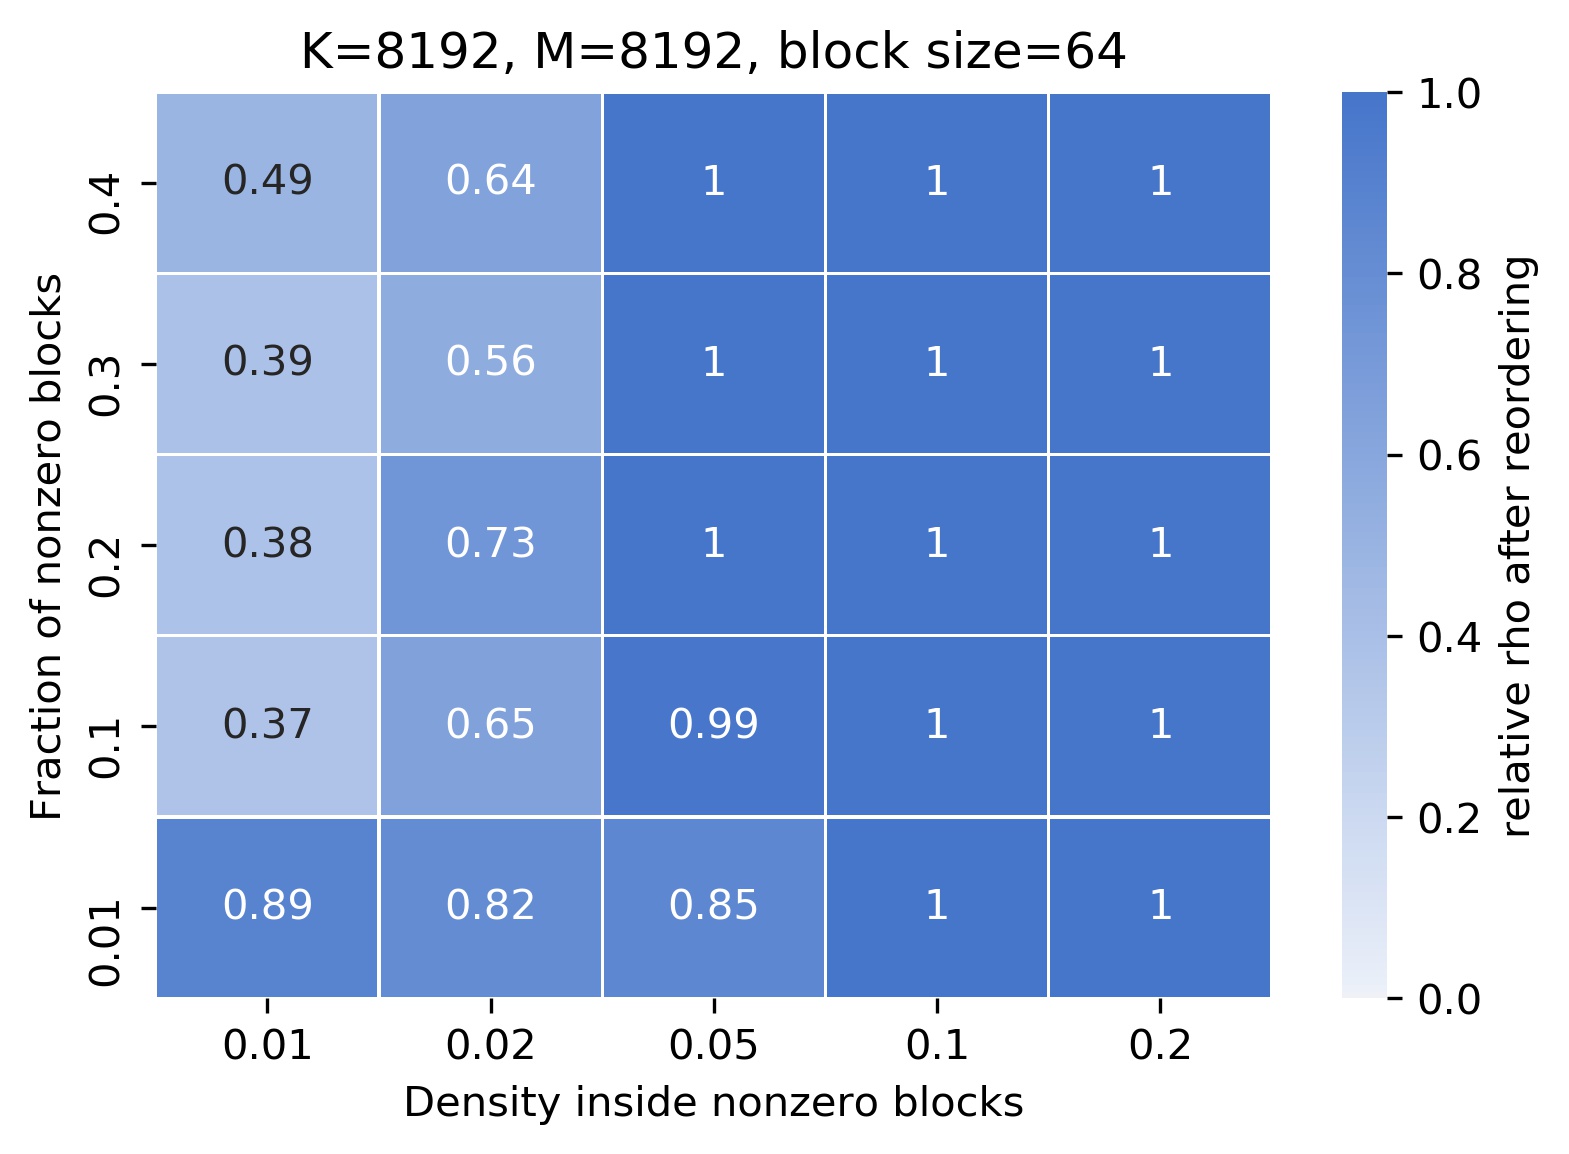 K=8192, M=8192, block size=64
Fraction of nonzero blocks
0.4
0.49 0.64 1 1 1
0.3
0.39 0.56 1 1 1
0.2
0.38 0.73 1 1 1
0.1
0.37 0.65 0.99 1 1
0.01
0.89 0.82 0.85 1 1
0.01 0.02 0.05 0.1 0.2
Density inside nonzero blocks
1.0
0.8
0.6
0.4
0.2
0.0
relative rho after reordering